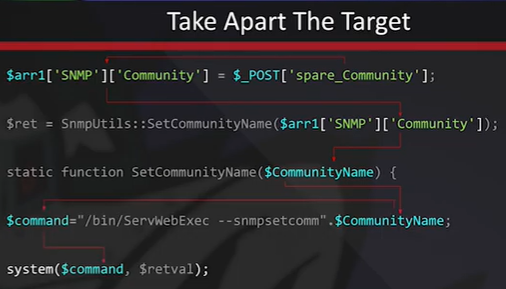 Take Apart The Target
$arr1['SNMP']['Community'] = $_POST['spare_Community'];
$ret = SnmpUtils::SetCommunityName($arr1['SNMP']['Community']);
static function SetCommunityName($CommunityName) {
$command="/bin/ServWebExec --snmpsetcomm".$CommunityName;
system($command, $retval);